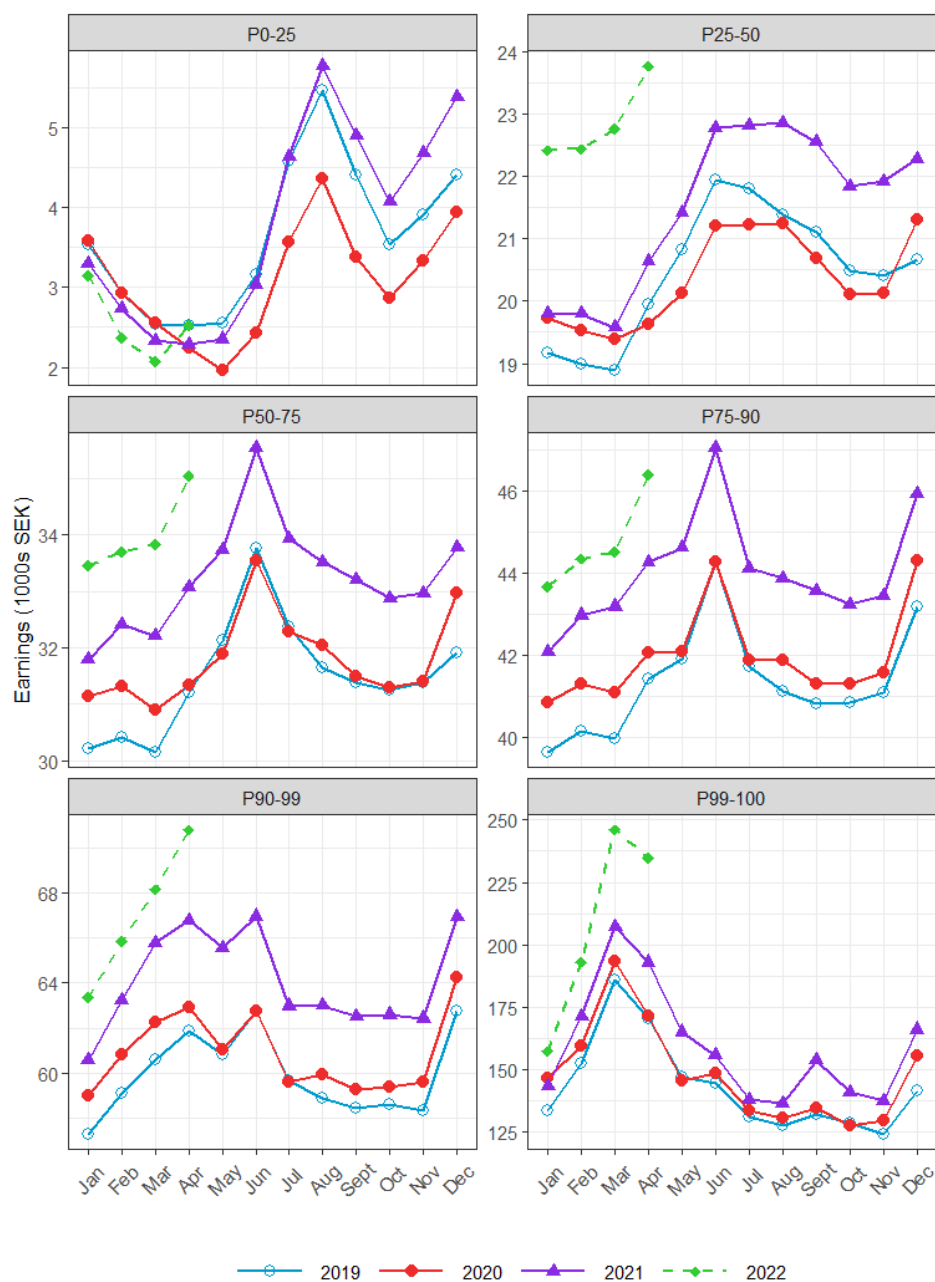 P0-25
P25-50
5
4
3
2
24
23
22
21
20
19
P50-75
P75-90
34
32
30
46
44
42
40
Earnings (1000s SEK)
P90-99
P99-100
68
64
60
250
225
200
175
150
125
Jan Feb Mar Apr May Jun Jul Aug Sept Oct Nov Dec
Jan Feb Mar Apr May Jun Jul Aug Sept Oct Nov Dec
2019 2020 2021 2022